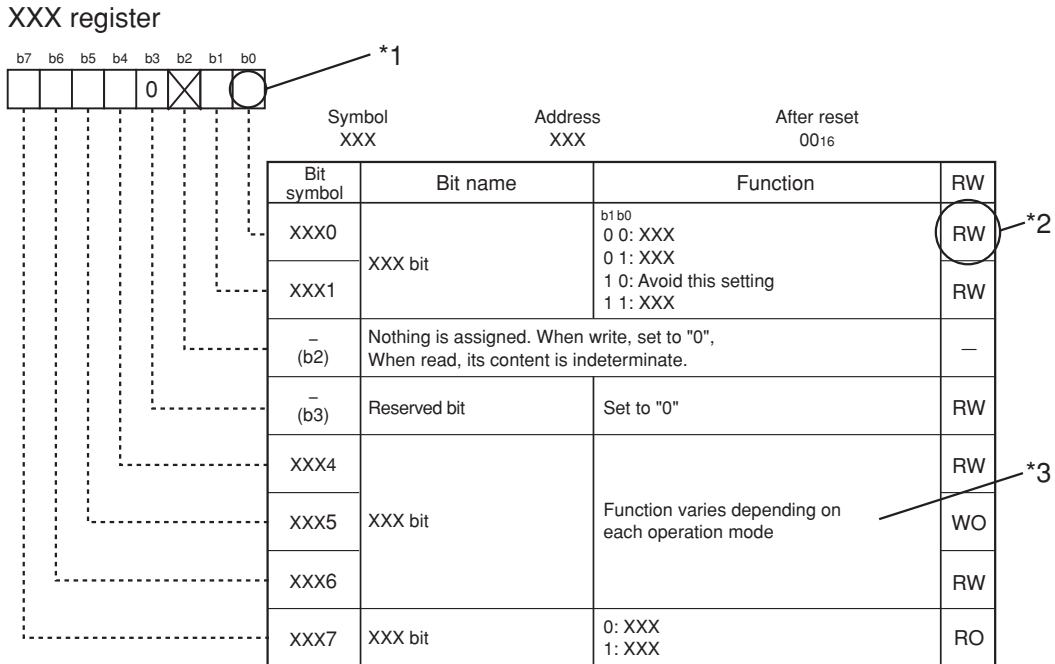 XXX register
b7 b6 b5 b4 b3 b2 b1 b0
*1
0
Symbol Address After reset
XXX XXX 0016
Bit symbol Bit name Function RW
XXX0 XXX bit
b1 b0
0 0: XXX
0 1: XXX
1 0: Avoid this setting
1 1: XXX
RW
*2
XXX1 RW
–
(b2)
Nothing is assigned. When write, set to "0",
When read, its content is indeterminate.
–
–
(b3)
Reserved bit Set to "0" RW
XXX4 RW
*3
XXX5 XXX bit
Function varies depending on
each operation mode
WO
XXX6 RW
XXX7 XXX bit
0: XXX
1: XXX
RO